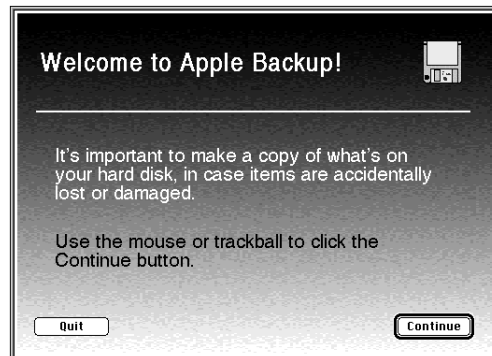 Welcome to Apple Backup!
It's important to make a copy of what's on
your hard disk, in case items are accidentally
lost or damaged.
Use the mouse or trackball to click the
Continue button.
Quit
Continue